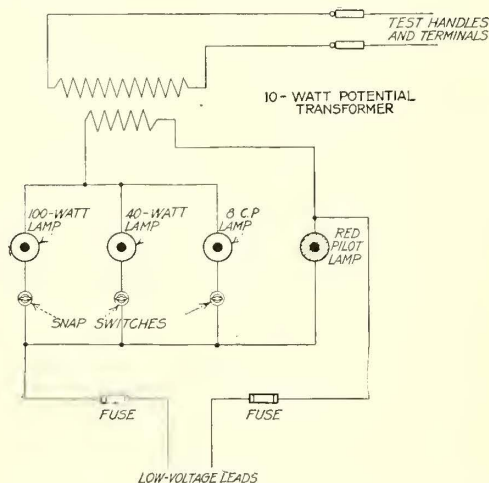 TEST HANDLES
AND TERMINALS
10-WATT POTENTIAL
TRANSFORMER
100-WATT
LAMP
40-WATT
LAMP
8 C.P
LAMP
RED
PILOT
LAMP
SNAP SWITCHES
FUSE
FUSE
LOW-VOLTAGE LEADS